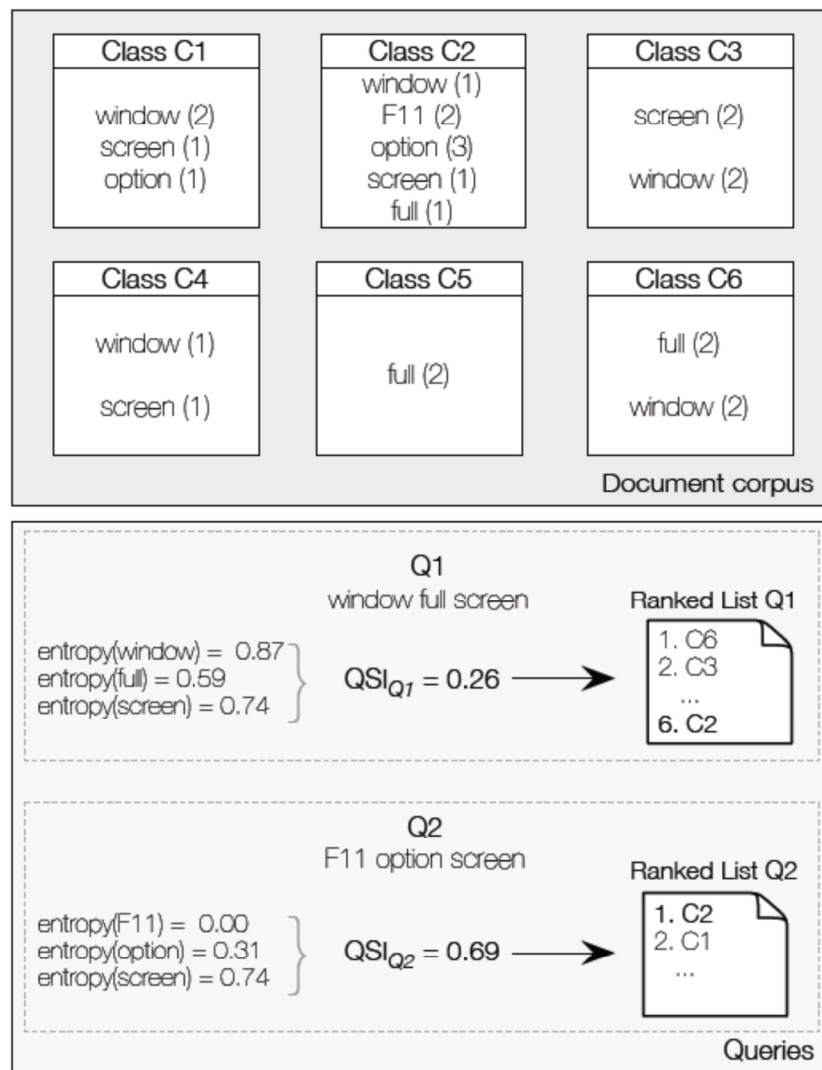 Class C1
window (2)
screen (1)
option (1)
Class C2
window (1)
F11 (2)
option (3)
screen (1)
full (1)
Class C3
screen (2)
window (2)
Class C4
window (1)
screen (1)
Class C5
full (2)
Class C6
full (2)
window (2)
Document corpus
Q1
window full screen
entropy(window) = 0.87
entropy(full) = 0.59
entropy(screen) = 0.74
QSIQ1 = 0.26
Ranked List Q1
1. C6
2. C3
...
6. C2
Q2
F11 option screen
entropy(F11) = 0.00
entropy(option) = 0.31
entropy(screen) = 0.74
QSIQ2 = 0.69
Ranked List Q2
1. C2
2. C1
...
Queries